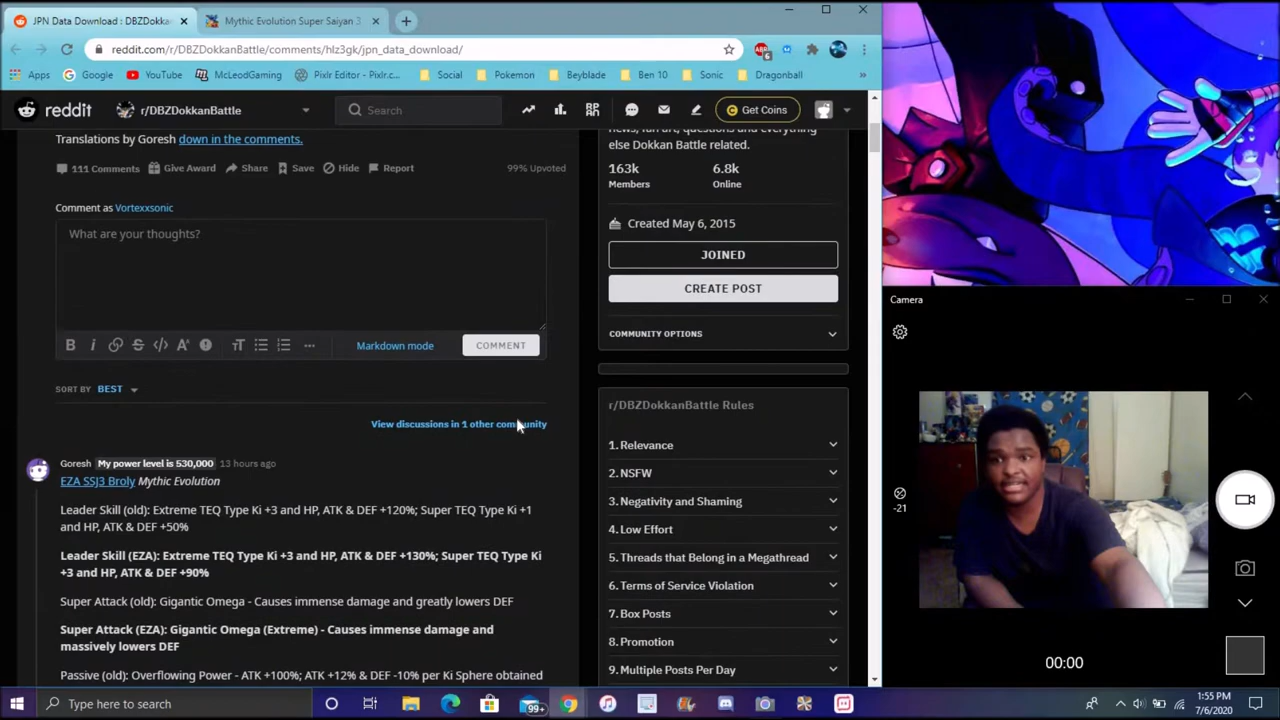 JPN Data Download : DBZDokka
Mythic Evolution Super Saiyan 3
reddit.com/r/DBZDokkanBattle/comments/hlz3gk/jpn_data_download/
Apps Google YouTube McLeodGaming Pixlr Editor - Pixlr.c... Social Pokemon Beyblade Ben 10 Sonic Dragonball »
reddit r/DBZDokkanBattle Search Get Coins
Translations by Goresh down in the comments.
111 Comments Give Award Share Save Hide Report 99% Upvoted
Comment as Vortexxsonic
What are your thoughts?
Markdown mode COMMENT
SORT BY BEST
View discussions in 1 other community
Goresh My power level is 530,000 13 hours ago
EZA SSJ3 Broly Mythic Evolution
Leader Skill (old): Extreme TEQ Type Ki +3 and HP, ATK & DEF +120%; Super TEQ Type Ki +1
and HP, ATK & DEF +50%
Leader Skill (EZA): Extreme TEQ Type Ki +3 and HP, ATK & DEF +130%; Super TEQ Type Ki
+3 and HP, ATK & DEF +90%
Super Attack (old): Gigantic Omega - Causes immense damage and greatly lowers DEF
Super Attack (EZA): Gigantic Omega (Extreme) - Causes immense damage and
massively lowers DEF
Passive (old): Overflowing Power - ATK +100%; ATK +12% & DEF -10% per Ki Sphere obtained
news, fan art, questions and everything
else Dokkan Battle related.
163k 6.8k
Members Online
Created May 6, 2015
JOINED
CREATE POST
COMMUNITY OPTIONS
r/DBZDokkanBattle Rules
1. Relevance
2. NSFW
3. Negativity and Shaming
4. Low Effort
5. Threads that Belong in a Megathread
6. Terms of Service Violation
7. Box Posts
8. Promotion
9. Multiple Posts Per Day
Camera
-21
00:00
Type here to search
99+
1:55 PM
7/6/2020